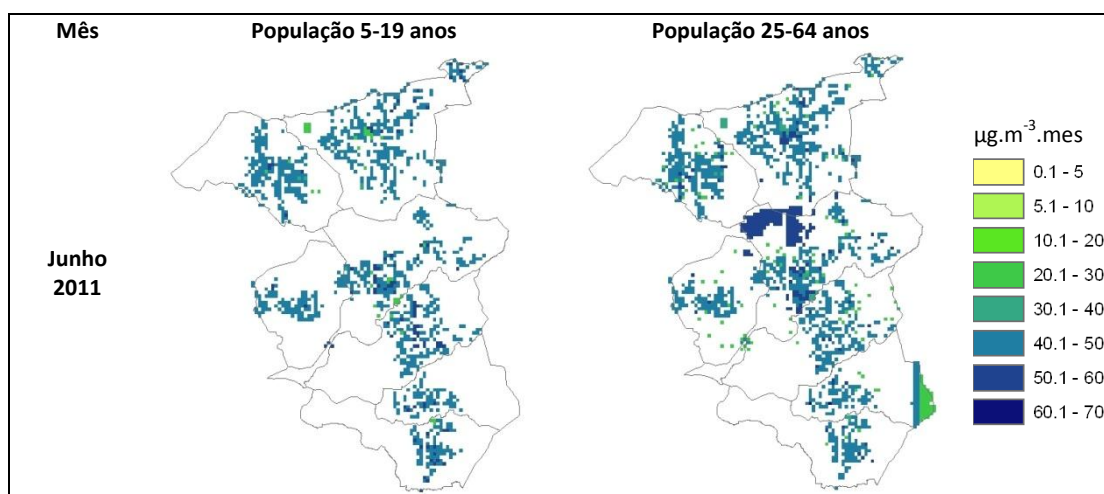 Mês
População 5-19 anos
População 25-64 anos
Junho
2011
µg.m-3.mes
0.1 - 5
5.1 - 10
10.1 - 20
20.1 - 30
30.1 - 40
40.1 - 50
50.1 - 60
60.1 - 70